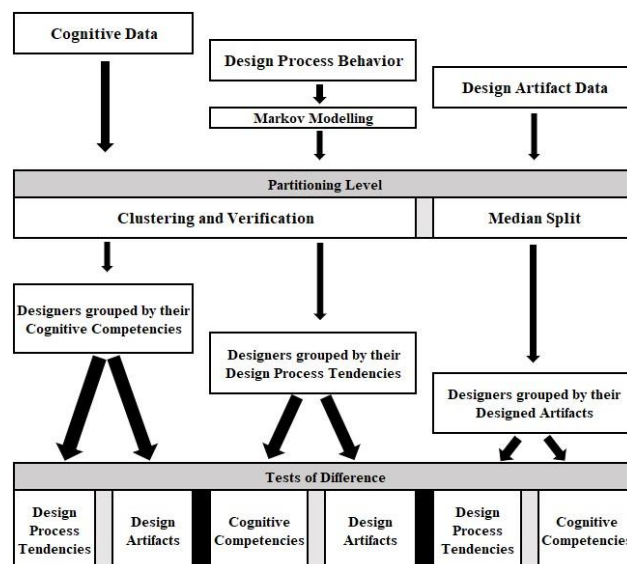 Cognitive Data
Design Process Behavior
Design Artifact Data
Markov Modelling
Partitioning Level
Clustering and Verification
Median Split
Designers grouped by their
Cognitive Competencies
Designers grouped by their
Design Process Tendencies
Designers grouped by their
Designed Artifacts
Tests of Difference
Design
Process
Tendencies
Design
Artifacts
Cognitive
Competencies
Design
Artifacts
Design
Process
Tendencies
Cognitive
Competencies